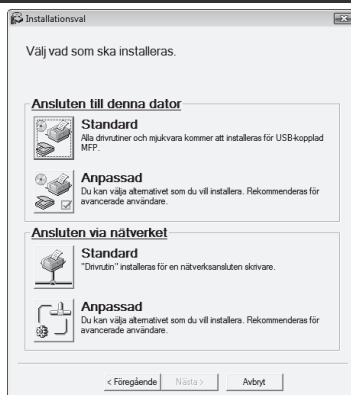 Installationsval
Välj vad som ska installeras.
Ansluten till denna dator
Standard
Alla drivrutiner och mjukvara kommer att installeras för USB-kopplad
MFP.
Anpassad
Du kan välja alternativet som du vill installera. Rekommenderas för
avancerade användare.
Ansluten via nätverket
Standard
"Drivrutin" installeras för en nätverksansluten skrivare.
Anpassad
Du kan välja alternativet som du vill installera. Rekommenderas för
avancerade användare.
< Föregående Nästa > Avbryt